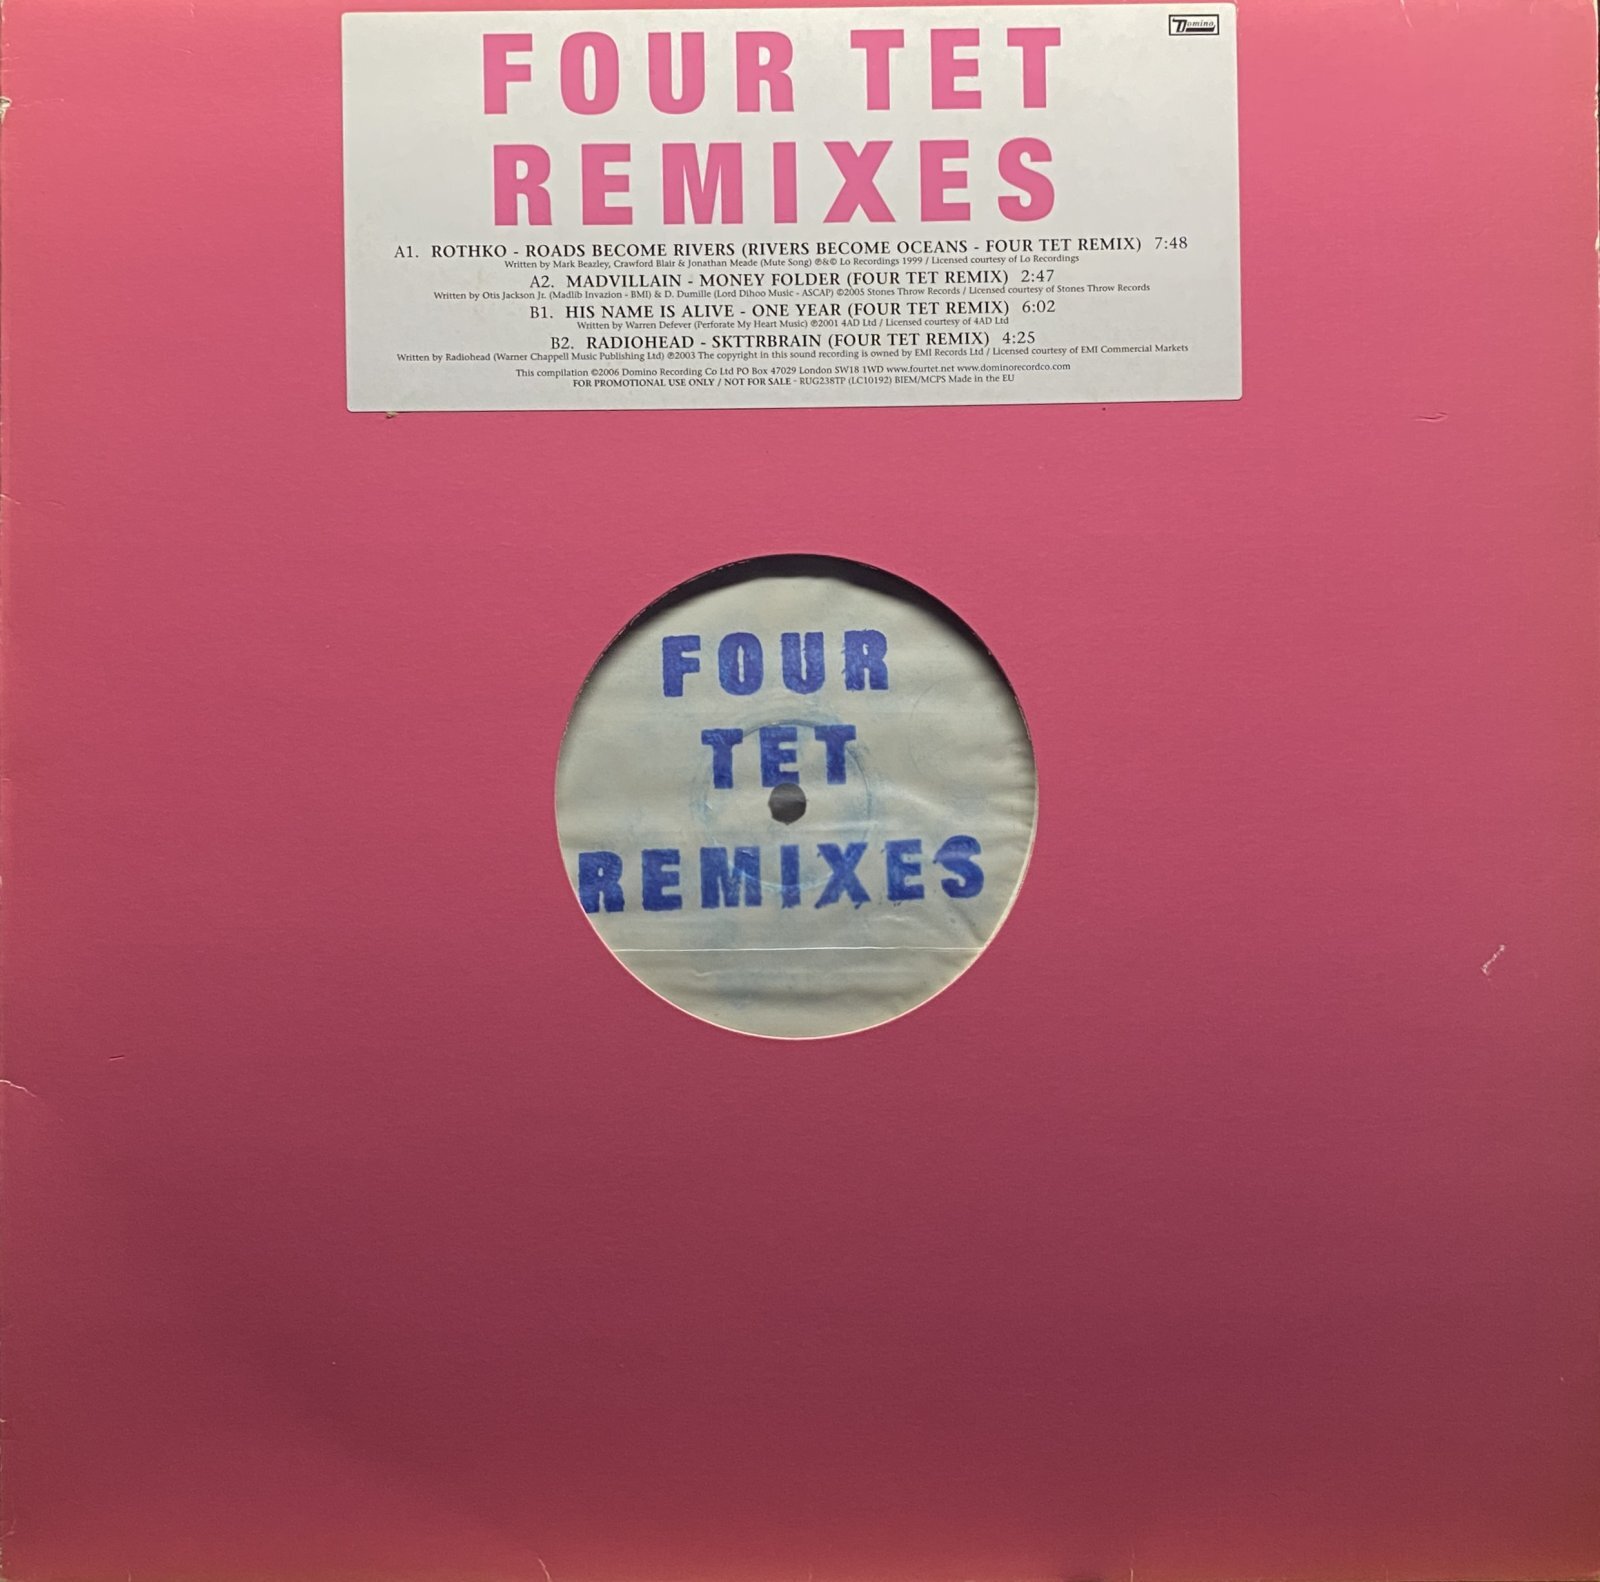 Domino
FOUR TET
REMIXES
A1. ROTHKO - ROADS BECOME RIVERS (RIVERS BECOME OCEANS - FOUR TET REMIX) 7:48
Written by Mark Beazley, Crawford Blair & Jonathan Meade (Mute Song) ℗&© Lo Recordings 1999 / Licensed courtesy of Lo Recordings
A2. MADVILLAIN - MONEY FOLDER (FOUR TET REMIX) 2:47
Written by Otis Jackson Jr. (Madlib Invazion - BMI) & D. Dumille (Lord Dihoo Music - ASCAP) ©2005 Stones Throw Records / Licensed courtesy of Stones Throw Records
B1. HIS NAME IS ALIVE - ONE YEAR (FOUR TET REMIX) 6:02
Written by Warren Defever (Perforate My Heart Music) ℗2001 4AD Ltd / Licensed courtesy of 4AD Ltd
B2. RADIOHEAD - SKTTRBRAIN (FOUR TET REMIX) 4:25
Written by Radiohead (Warner Chappell Music Publishing Ltd) ℗2003 The copyright in this sound recording is owned by EMI Records Ltd / Licensed courtesy of EMI Commercial Markets
This compilation ©2006 Domino Recording Co Ltd PO Box 47029 London SW18 1WD www.fourtet.net www.dominorecordco.com
FOR PROMOTIONAL USE ONLY / NOT FOR SALE - RUG238TP (LC10192) BIEM/MCPS Made in the EU
FOUR
TET
REMIXES